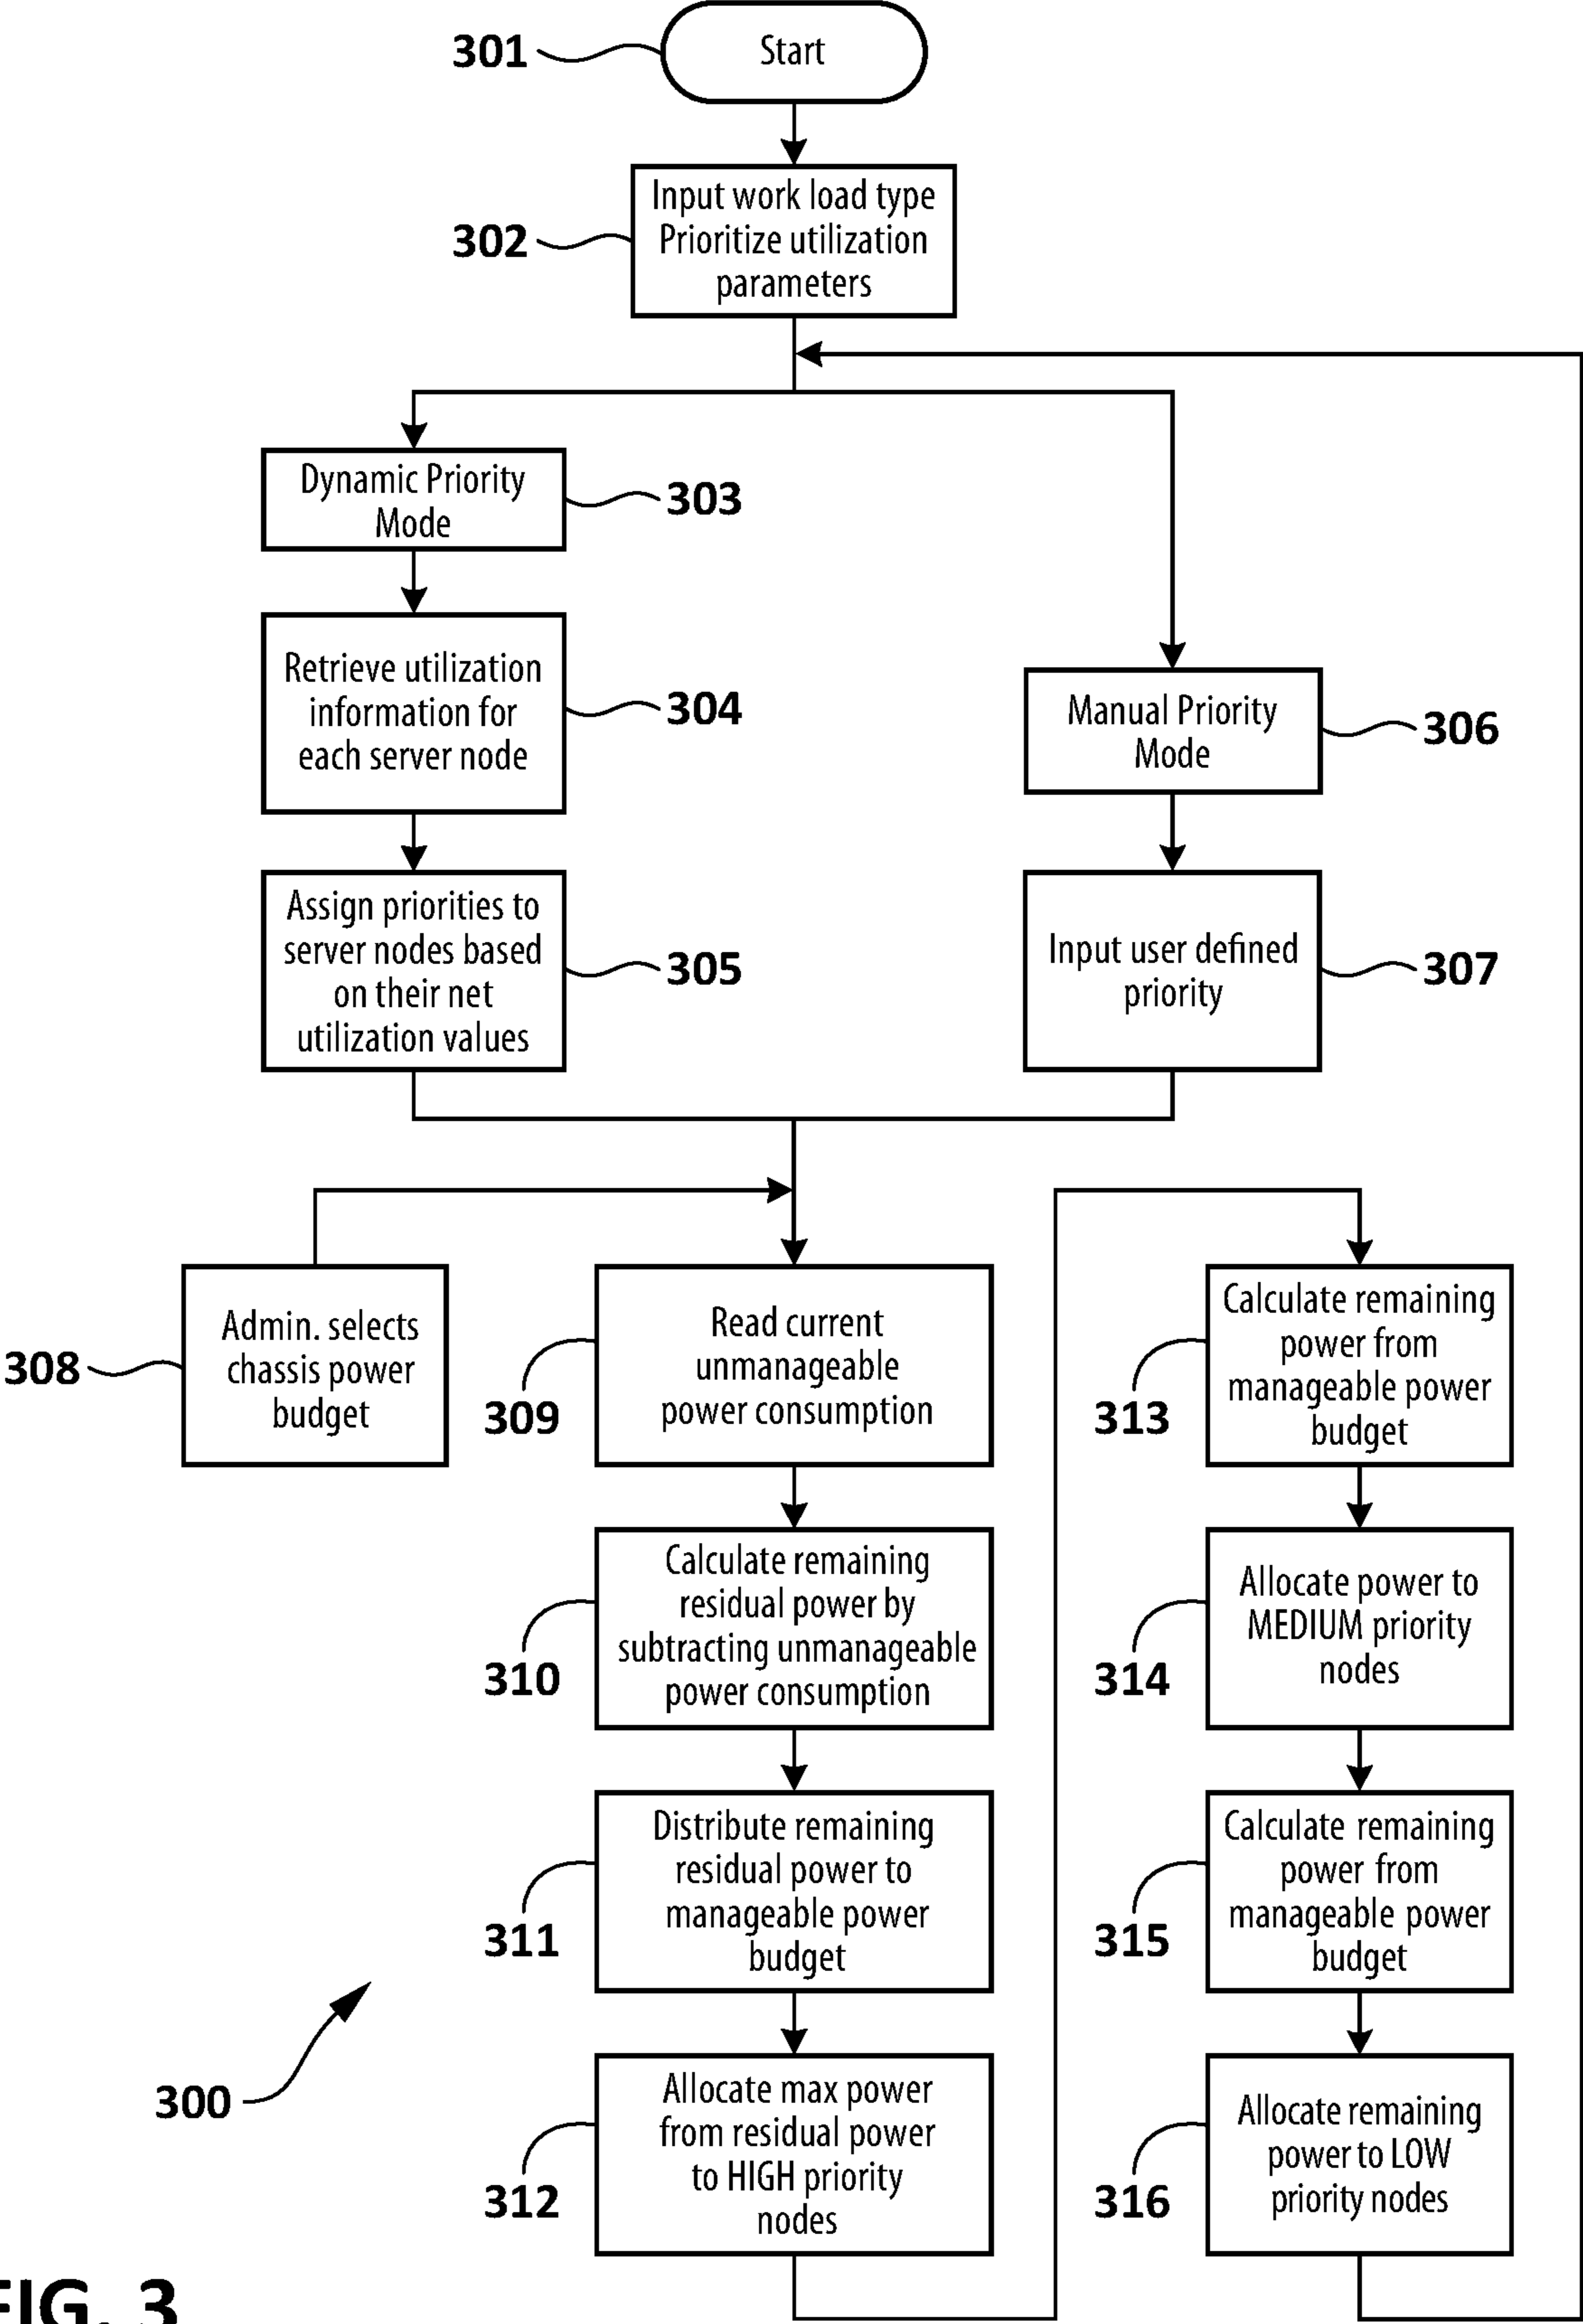 301
Start
302
Input work load type
Prioritize utilization
parameters
Dynamic Priority
Mode
303
Retrieve utilization
information for
each server node
304
Manual Priority
Mode
306
Assign priorities to
server nodes based
on their net
utilization values
305
Input user defined
priority
307
308
Admin. selects
chassis power
budget
309
Read current
unmanageable
power consumption
310
Calculate remaining
residual power by
subtracting unmanageable
power consumption
311
Distribute remaining
residual power to
manageable power
budget
312
Allocate max power
from residual power
to HIGH priority
nodes
313
Calculate remaining
power from
manageable power
budget
314
Allocate power to
MEDIUM priority
nodes
315
Calculate remaining
power from
manageable power
budget
316
Allocate remaining
power to LOW
priority nodes
300
FIG. 3